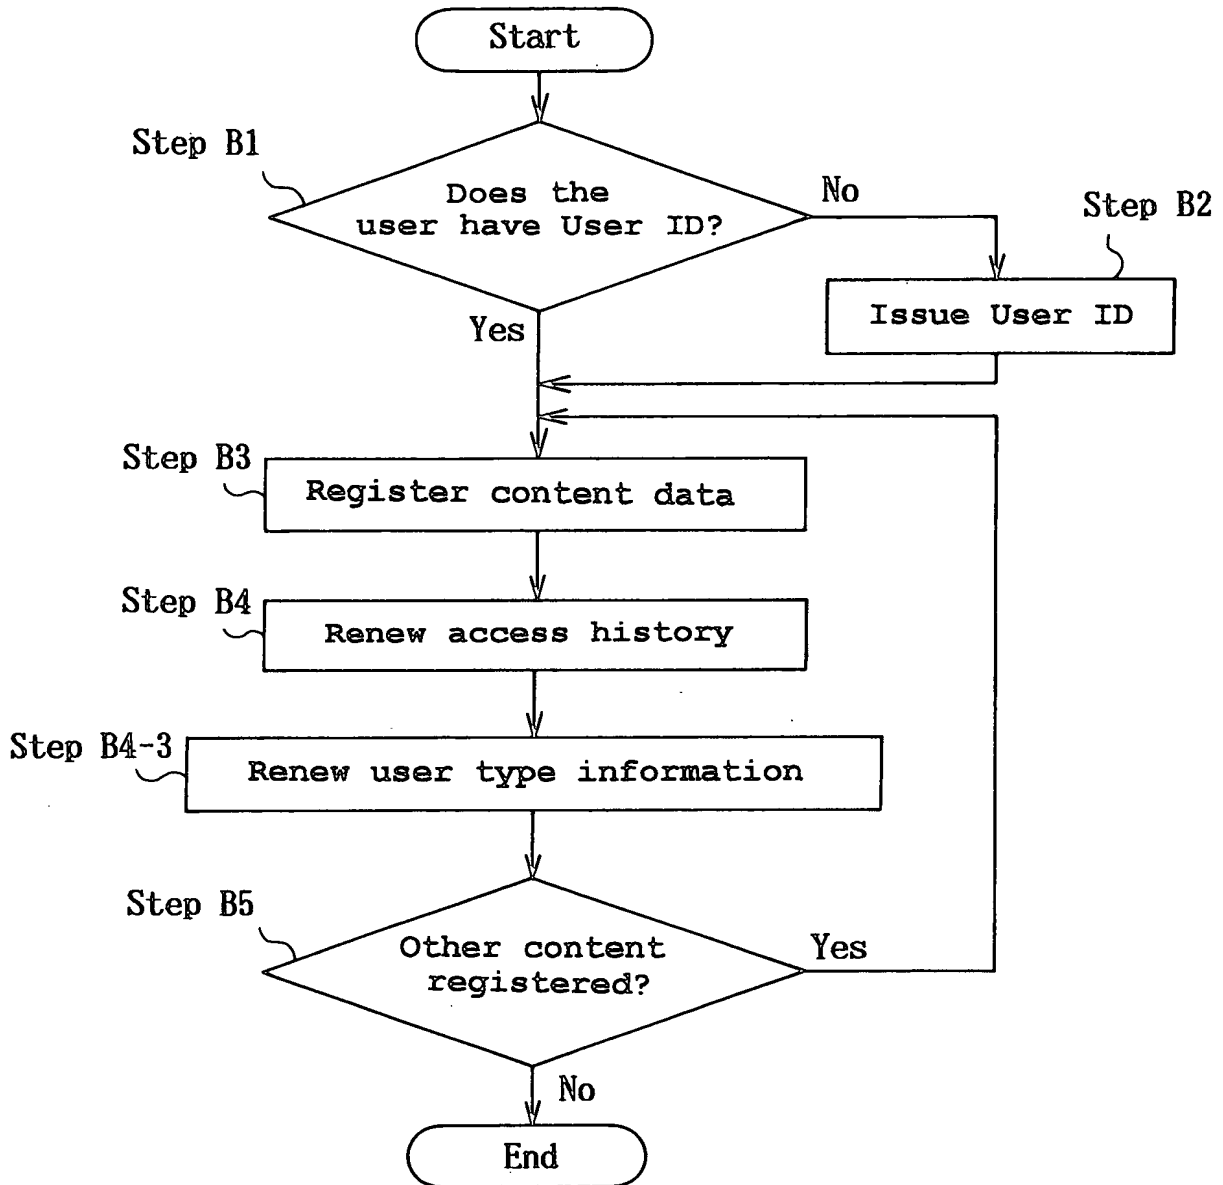 Start
Step B1
Does the
user have User ID?
No
Step B2
Issue User ID
Yes
Step B3
Register content data
Step B4
Renew access history
Step B4-3
Renew user type information
Step B5
Other content
registered?
Yes
No
End